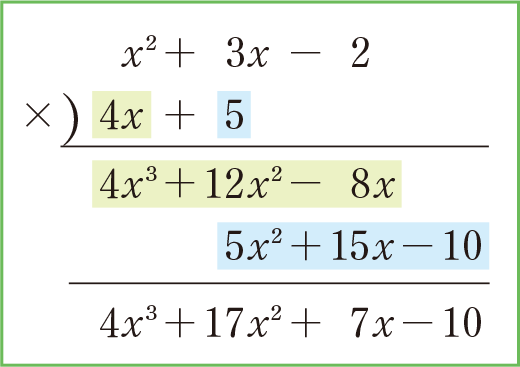 x² + 3x − 2
×) 4x + 5
4x³ + 12x² − 8x
5x² + 15x − 10
4x³ + 17x² + 7x − 10